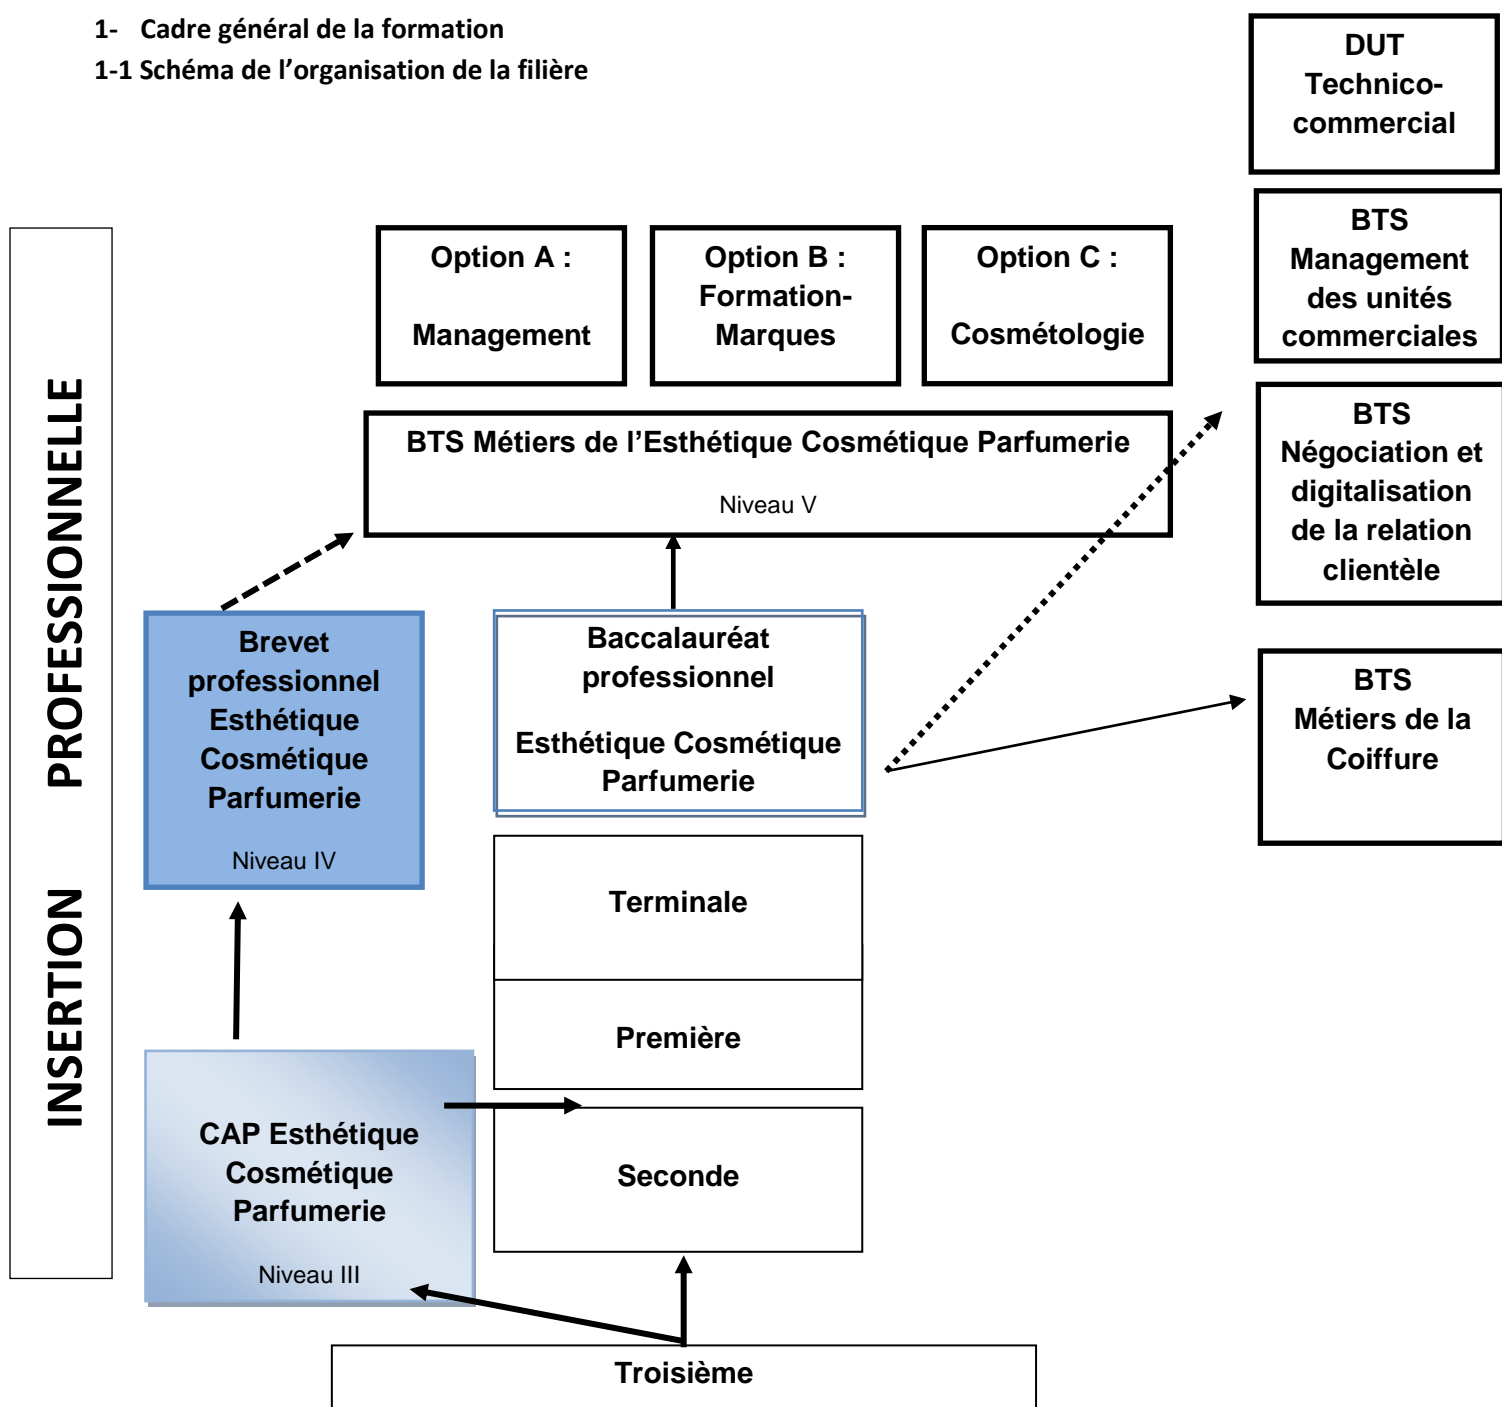 1- Cadre général de la formation
1-1 Schéma de l’organisation de la filière
DUT
Technico-
commercial
BTS
Management
des unités
commerciales
BTS
Négociation et
digitalisation
de la relation
clientèle
BTS
Métiers de la
Coiffure
Option A :
Management
Option B :
Formation-
Marques
Option C :
Cosmétologie
BTS Métiers de l’Esthétique Cosmétique Parfumerie
Niveau V
INSERTION PROFESSIONNELLE
Brevet
professionnel
Esthétique
Cosmétique
Parfumerie
Niveau IV
Baccalauréat
professionnel
Esthétique Cosmétique
Parfumerie
Terminale
Première
Seconde
CAP Esthétique
Cosmétique
Parfumerie
Niveau III
Troisième